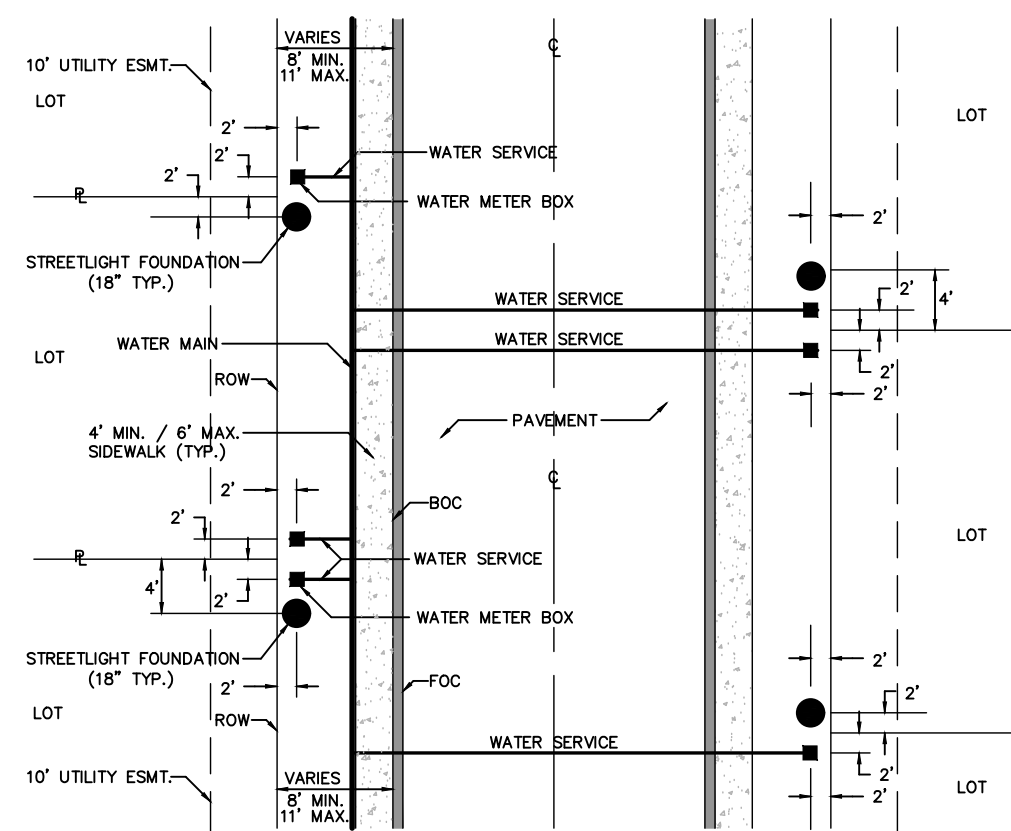 VARIES
8' MIN.
11' MAX.
℄
10' UTILITY ESMT.
LOT
LOT
2'
2'
WATER SERVICE
2'
℄
WATER METER BOX
2'
STREETLIGHT FOUNDATION
(18" TYP.)
WATER SERVICE
2'
4'
WATER MAIN
WATER SERVICE
LOT
2'
ROW
2'
PAVEMENT
4' MIN. / 6' MAX.
SIDEWALK (TYP.)
℄
2'
BOC
2'
LOT
WATER SERVICE
℄
4'
2'
WATER METER BOX
STREETLIGHT FOUNDATION
(18" TYP.)
2'
2'
FOC
2'
LOT
ROW
WATER SERVICE
10' UTILITY ESMT.
VARIES
8' MIN.
11' MAX.
2'
2'
LOT